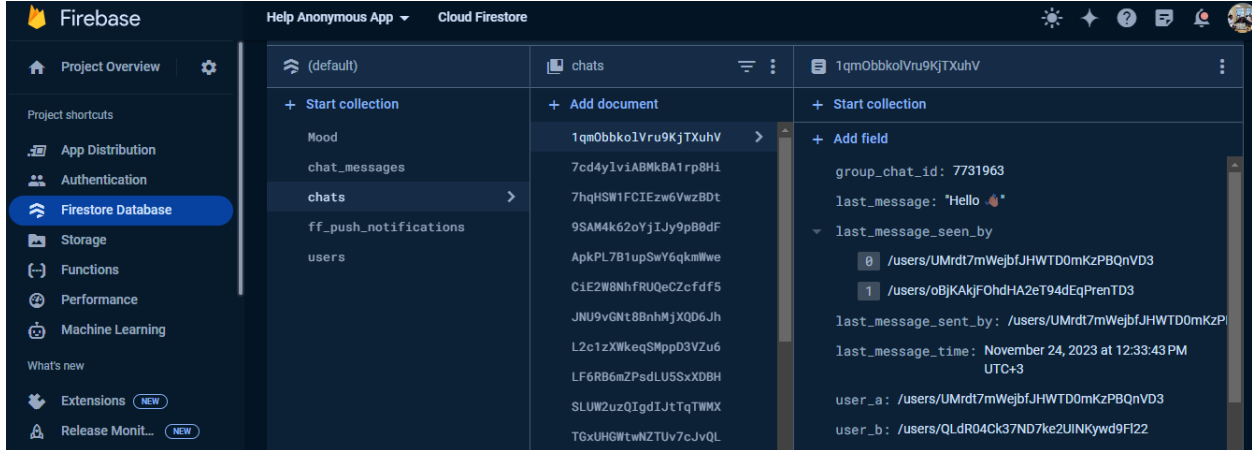 Firebase
Help Anonymous App
Cloud Firestore
Project Overview
Project shortcuts
App Distribution
Authentication
Firestore Database
Storage
Functions
Performance
Machine Learning
What's new
Extensions NEW
Release Monit... NEW
(default)
+ Start collection
Mood
chat_messages
chats
ff_push_notifications
users
chats
+ Add document
1qmObbkolVru9KjTXuhV
7cd4ylviABMkBA1rp8Hi
7hqHSW1FCIEzw6VwzBDt
9SAM4k62oYjIJy9pB0dF
ApkPL7B1upSwY6qkmWwe
CiE2W8NhfRUQeCZcfdf5
JNU9vGNt8BnhMjXQD6Jh
L2c1zXWkeqSMppD3VZu6
LF6RB6mZPsdLU5SxXDBH
SLUW2uzQIgdIJtTqTWMX
TGxUHGWtwNZTUv7cJvQL
1qmObbkolVru9KjTXuhV
+ Start collection
+ Add field
group_chat_id: 7731963
last_message: "Hello 👋🏾"
last_message_seen_by
0 /users/UMrdt7mWejbfJHWTD0mKzPBQnVD3
1 /users/oBjKAkjFOhdHA2eT94dEqPrenTD3
last_message_sent_by: /users/UMrdt7mWejbfJHWTD0mKzP
last_message_time: November 24, 2023 at 12:33:43 PM
UTC+3
user_a: /users/UMrdt7mWejbfJHWTD0mKzPBQnVD3
user_b: /users/QLdR04Ck37ND7ke2UINKywd9Fl22